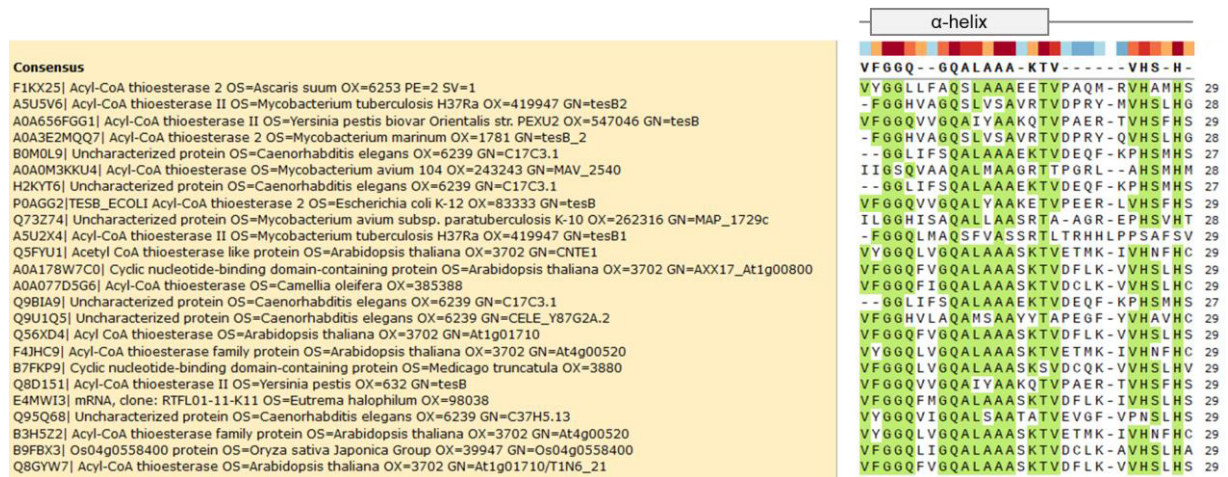 α-helix
Consensus VFGGQ--GQALAAA-KTV------VHS-H-
F1KX25| Acyl-CoA thioesterase 2 OS=Ascaris suum OX=6253 PE=2 SV=1 VYGGLLFAQSLAAAEETVPAQM-RVHAMHS 29
A5U5V6| Acyl-CoA thioesterase II OS=Mycobacterium tuberculosis H37Ra OX=419947 GN=tesB2 -FGGHVAGQSLVSAVRTVDPRY-MVHSLHG 28
A0A656FGG1| Acyl-CoA thioesterase II OS=Yersinia pestis biovar Orientalis str. PEXU2 OX=547046 GN=tesB VFGGQVVGQAIYAAKQTVPAER-TVHSFHS 29
A0A3E2MQQ7| Acyl-CoA thioesterase 2 OS=Mycobacterium marinum OX=1781 GN=tesB_2 -FGGHVAGQSLVSAVRTVDPRY-QVHSLHG 28
B0M0L9| Uncharacterized protein OS=Caenorhabditis elegans OX=6239 GN=C17C3.1 --GGLIFSQALAAAEKTVDEQF-KPHSMHS 27
A0A0M3KKU4| Acyl-CoA thioesterase OS=Mycobacterium avium 104 OX=243243 GN=MAV_2540 IIGSQVAAQALMAAGRTTPGRL--AHSMHM 28
H2KYT6| Uncharacterized protein OS=Caenorhabditis elegans OX=6239 GN=C17C3.1 --GGLIFSQALAAAEKTVDEQF-KPHSMHS 27
P0AGG2|TESB_ECOLI Acyl-CoA thioesterase 2 OS=Escherichia coli K-12 OX=83333 GN=tesB VFGGQVVGQALYAAKETVPEER-LVHSFHS 29
Q73Z74| Uncharacterized protein OS=Mycobacterium avium subsp. paratuberculosis K-10 OX=262316 GN=MAP_1729c ILGGHISAQALLAASRTA-AGR-EPHSVHT 28
A5U2X4| Acyl-CoA thioesterase II OS=Mycobacterium tuberculosis H37Ra OX=419947 GN=tesB1 -FGGQLMAQSFVASSRTLTRHHLPPSAFSV 29
Q5FYU1| Acetyl CoA thioesterase like protein OS=Arabidopsis thaliana OX=3702 GN=CNTE1 VYGGQLVGQALAAASKTVETMK-IVHNFHC 29
A0A178W7C0| Cyclic nucleotide-binding domain-containing protein OS=Arabidopsis thaliana OX=3702 GN=AXX17_At1g00800 VFGGQFVGQALAAASKTVDFLK-VVHSLHS 29
A0A077D5G6| Acyl-CoA thioesterase OS=Camellia oleifera OX=385388 VFGGQFIGQALAAASKTVDCLK-VVHSLHC 29
Q9BIA9| Uncharacterized protein OS=Caenorhabditis elegans OX=6239 GN=C17C3.1 --GGLIFSQALAAAEKTVDEQF-KPHSMHS 27
Q9U1Q5| Uncharacterized protein OS=Caenorhabditis elegans OX=6239 GN=CELE_Y87G2A.2 VFGGHVLAQAMSAAYYTAPEGF-YVHAVHC 29
Q56XD4| Acyl CoA thioesterase OS=Arabidopsis thaliana OX=3702 GN=At1g01710 VFGGQFVGQALAAASKTVDFLK-VVHSLHS 29
F4JHC9| Acyl-CoA thioesterase family protein OS=Arabidopsis thaliana OX=3702 GN=At4g00520 VYGGQLVGQALAAASKTVETMK-IVHNFHC 29
B7FKP9| Cyclic nucleotide-binding domain-containing protein OS=Medicago truncatula OX=3880 VFGGQLVGQALAAASKSVDCQK-VVHSLHV 29
Q8D151| Acyl-CoA thioesterase II OS=Yersinia pestis OX=632 GN=tesB VFGGQVVGQAIYAAKQTVPAER-TVHSFHS 29
E4MWI3| mRNA, clone: RTFL01-11-K11 OS=Eutrema halophilum OX=98038 VFGGQFMGQALAAASKTVDFLK-IVHSLHS 29
Q95Q68| Uncharacterized protein OS=Caenorhabditis elegans OX=6239 GN=C37H5.13 VYGGQVIGQALSAATATVEVGF-VPNSLHS 29
B3H5Z2| Acyl-CoA thioesterase family protein OS=Arabidopsis thaliana OX=3702 GN=At4g00520 VYGGQLVGQALAAASKTVETMK-IVHNFHC 29
B9FBX3| Os04g0558400 protein OS=Oryza sativa Japonica Group OX=39947 GN=Os04g0558400 VFGGQLIGQALAAASKTVDCLK-AVHSLHA 29
Q8GYW7| Acyl-CoA thioesterase OS=Arabidopsis thaliana OX=3702 GN=At1g01710/T1N6_21 VFGGQFVGQALAAASKTVDFLK-VVHSLHS 29